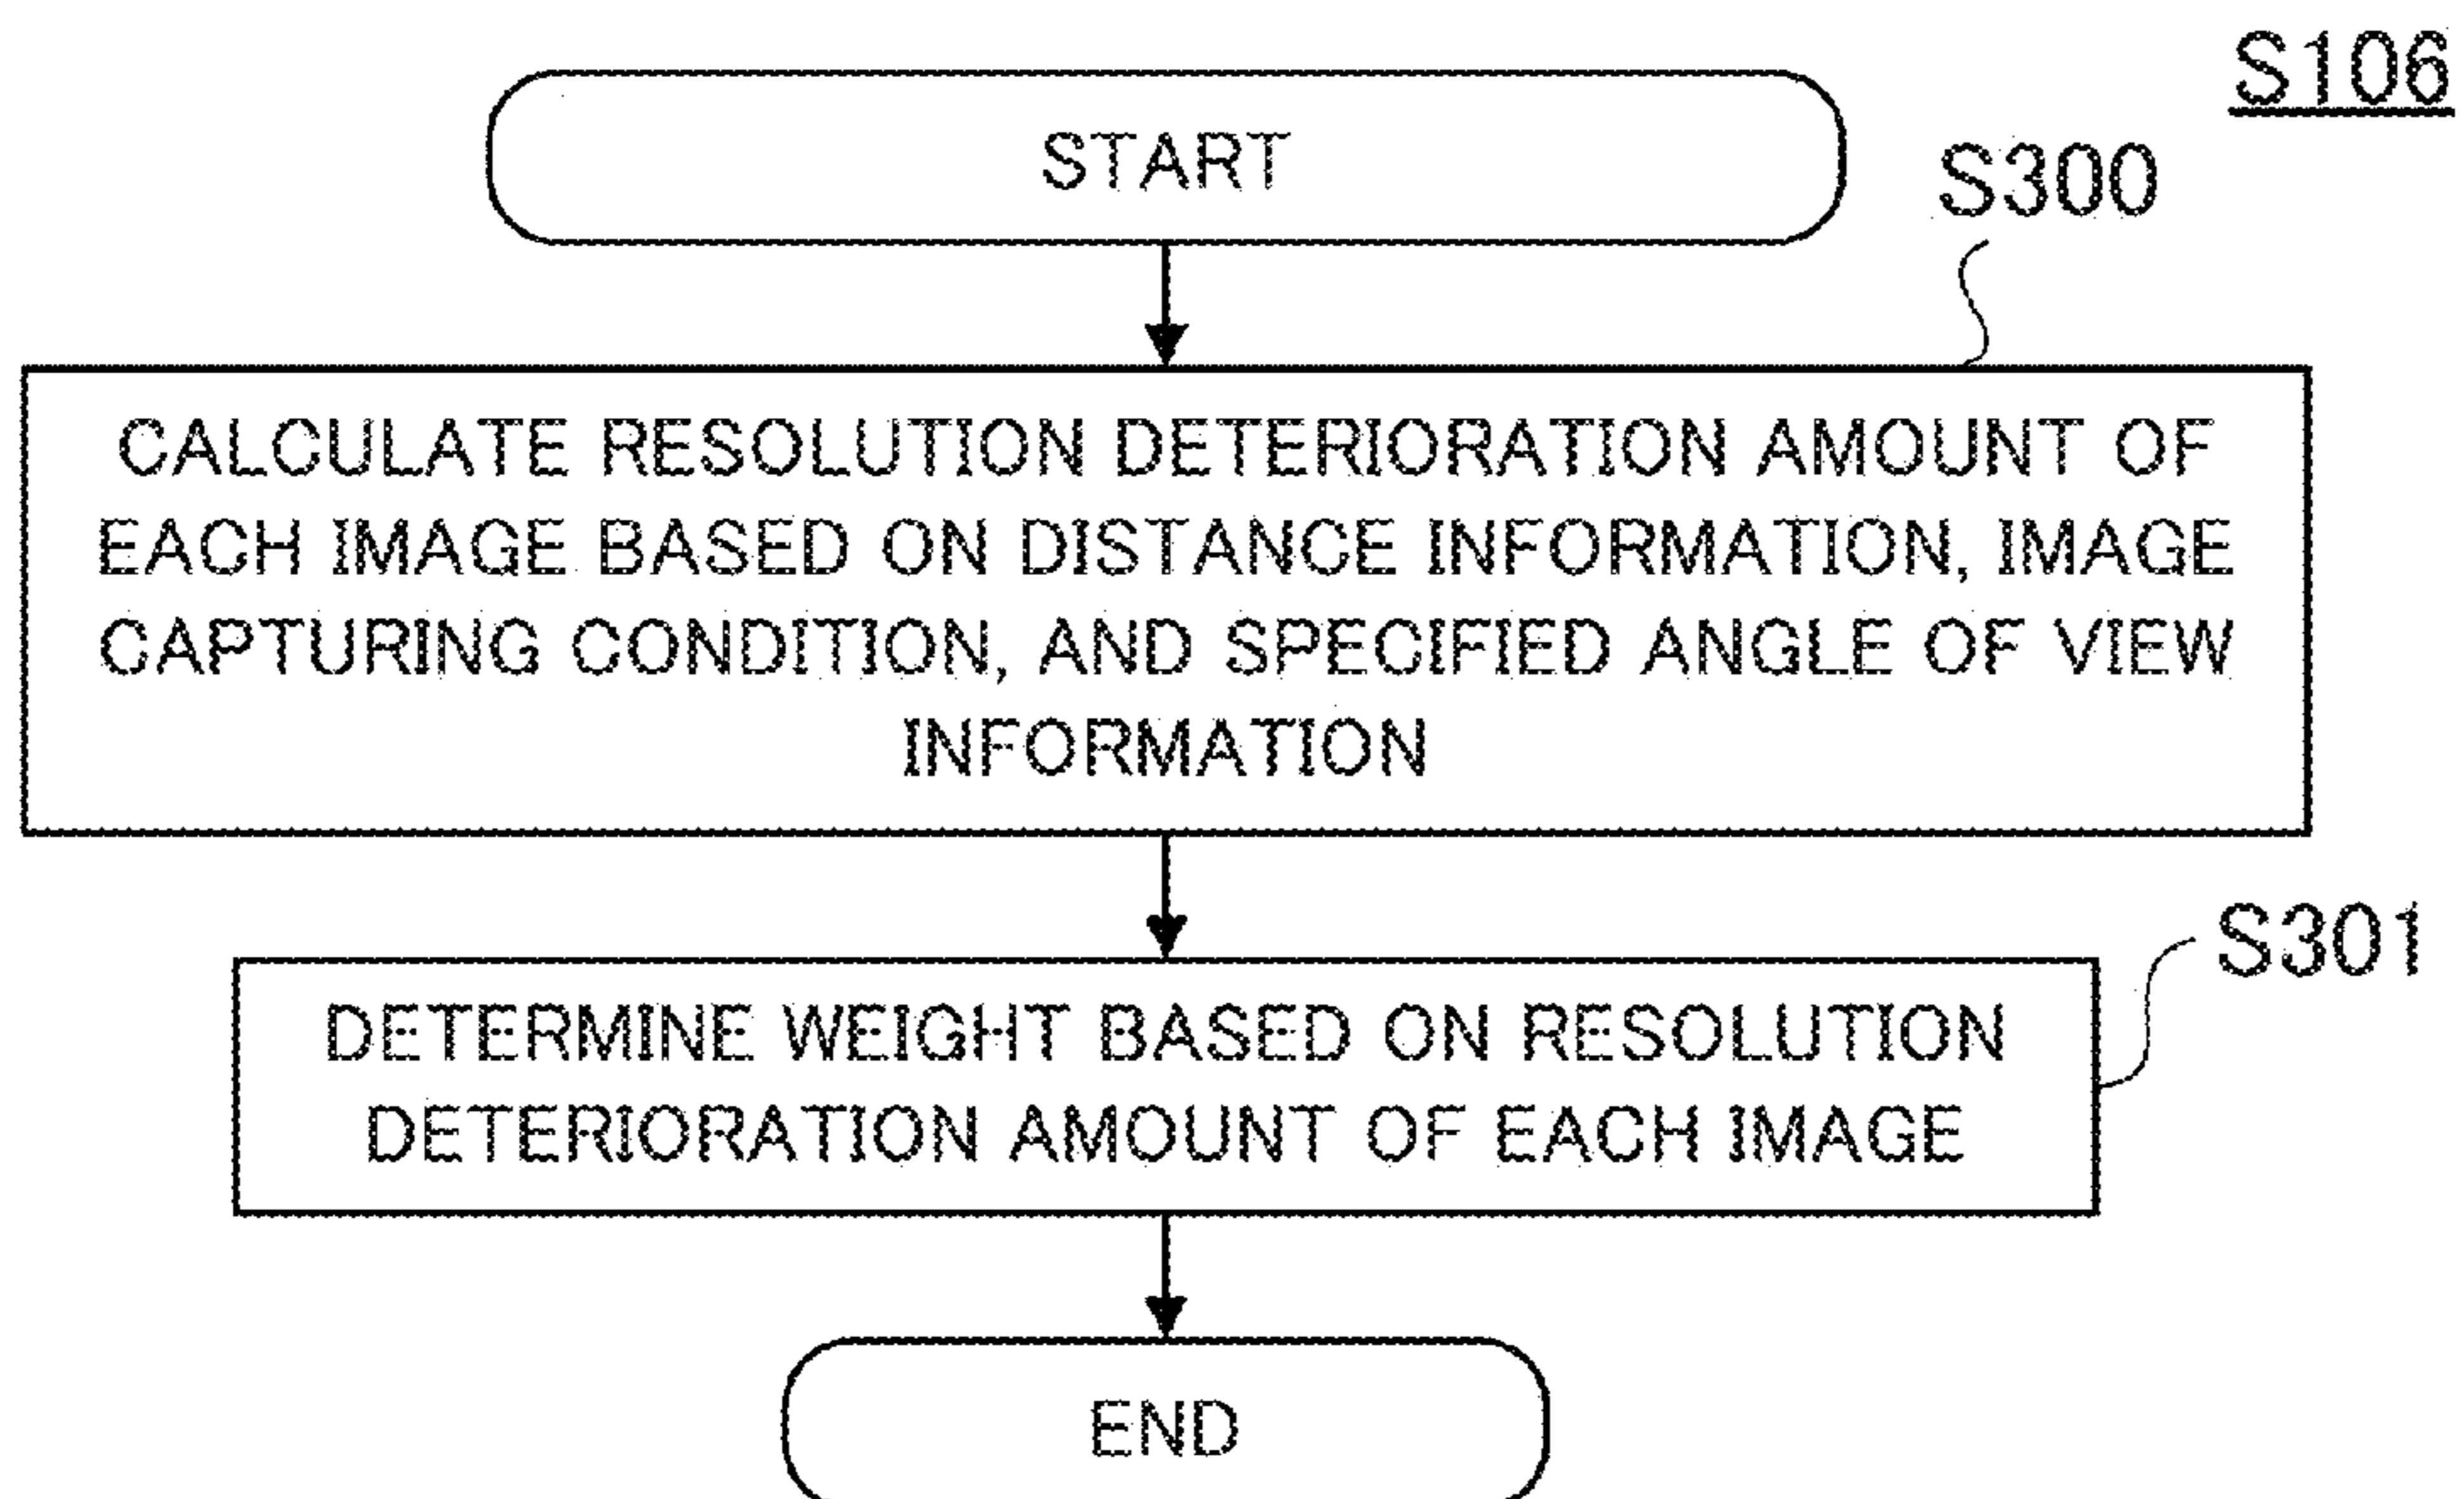 S106
START
S300
CALCULATE RESOLUTION DETERIORATION AMOUNT OF
EACH IMAGE BASED ON DISTANCE INFORMATION, IMAGE
CAPTURING CONDITION, AND SPECIFIED ANGLE OF VIEW
INFORMATION
S301
DETERMINE WEIGHT BASED ON RESOLUTION
DETERIORATION AMOUNT OF EACH IMAGE
END